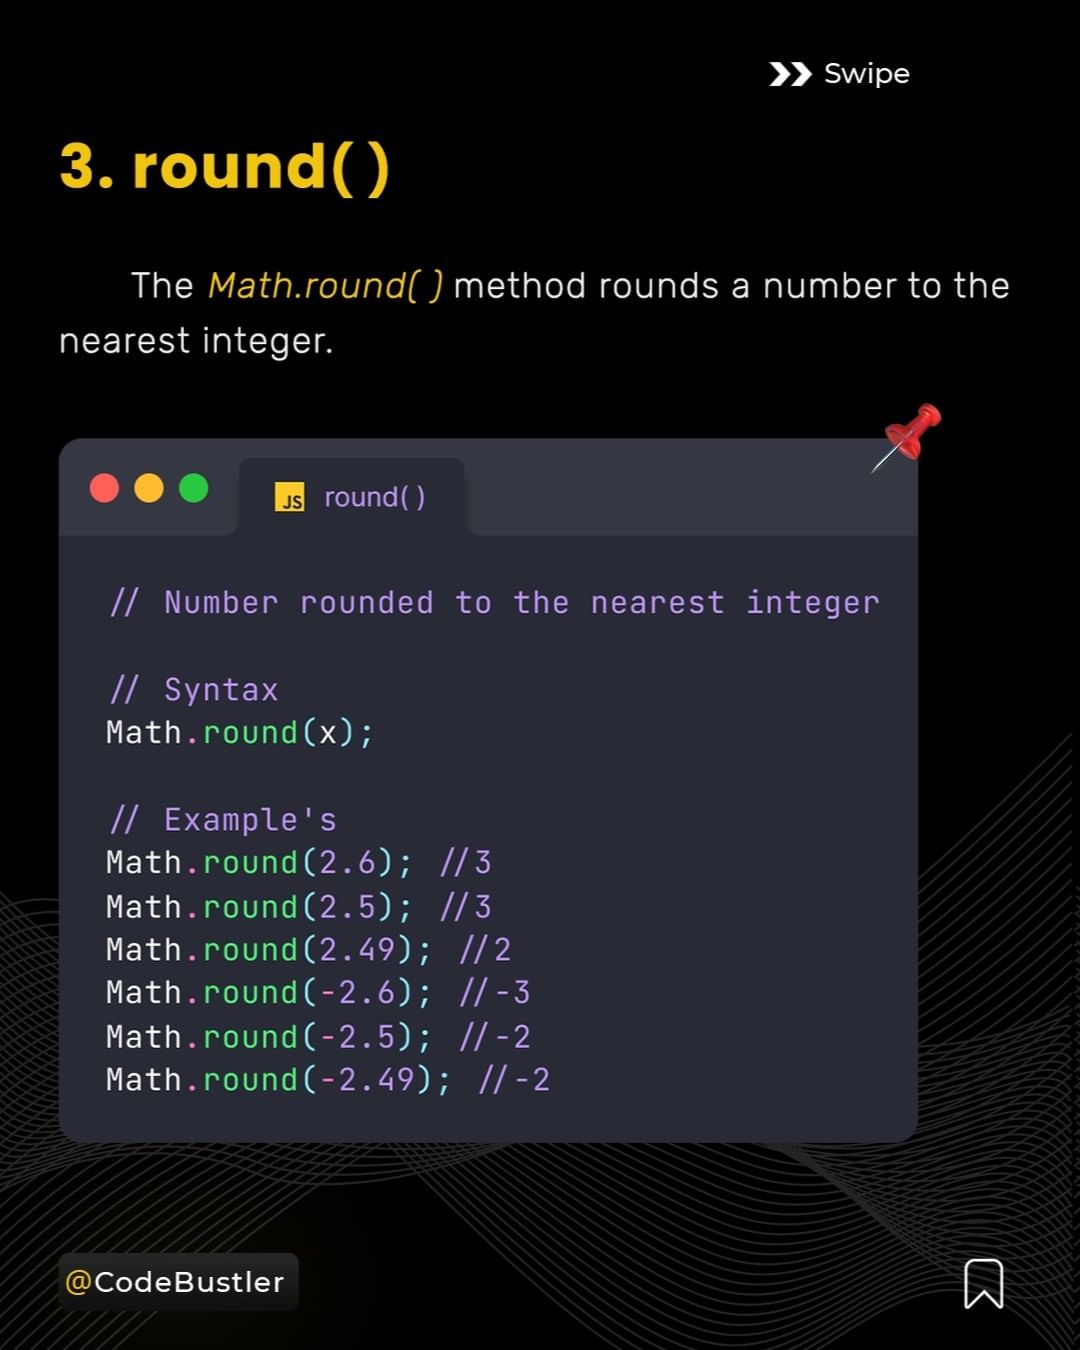 Swipe
3. round( )
The Math.round( ) method rounds a number to the
nearest integer.
JS round( )
// Number rounded to the nearest integer
// Syntax
Math.round(x);
// Example's
Math.round(2.6); //3
Math.round(2.5); //3
Math.round(2.49); //2
Math.round(-2.6); //-3
Math.round(-2.5); //-2
Math.round(-2.49); //-2
@CodeBustler